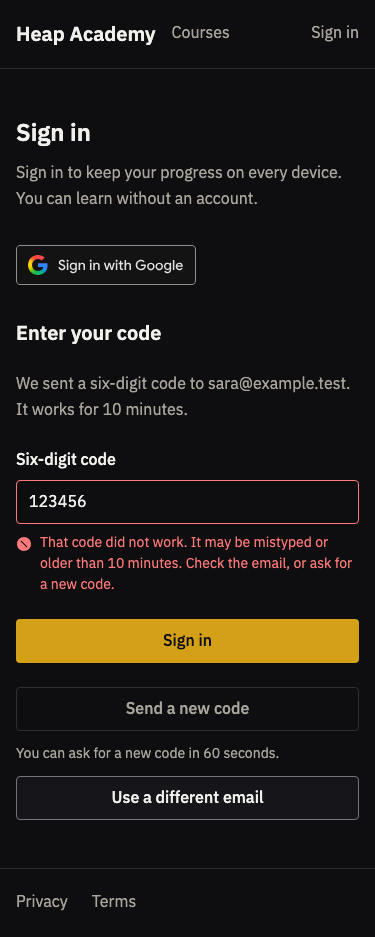 Heap Academy Courses Sign in
Sign in
Sign in to keep your progress on every device.
You can learn without an account.
Sign in with Google
Enter your code
We sent a six-digit code to sara@example.test.
It works for 10 minutes.
Six-digit code
123456
That code did not work. It may be mistyped or
older than 10 minutes. Check the email, or ask for
a new code.
Sign in
Send a new code
You can ask for a new code in 60 seconds.
Use a different email
Privacy Terms